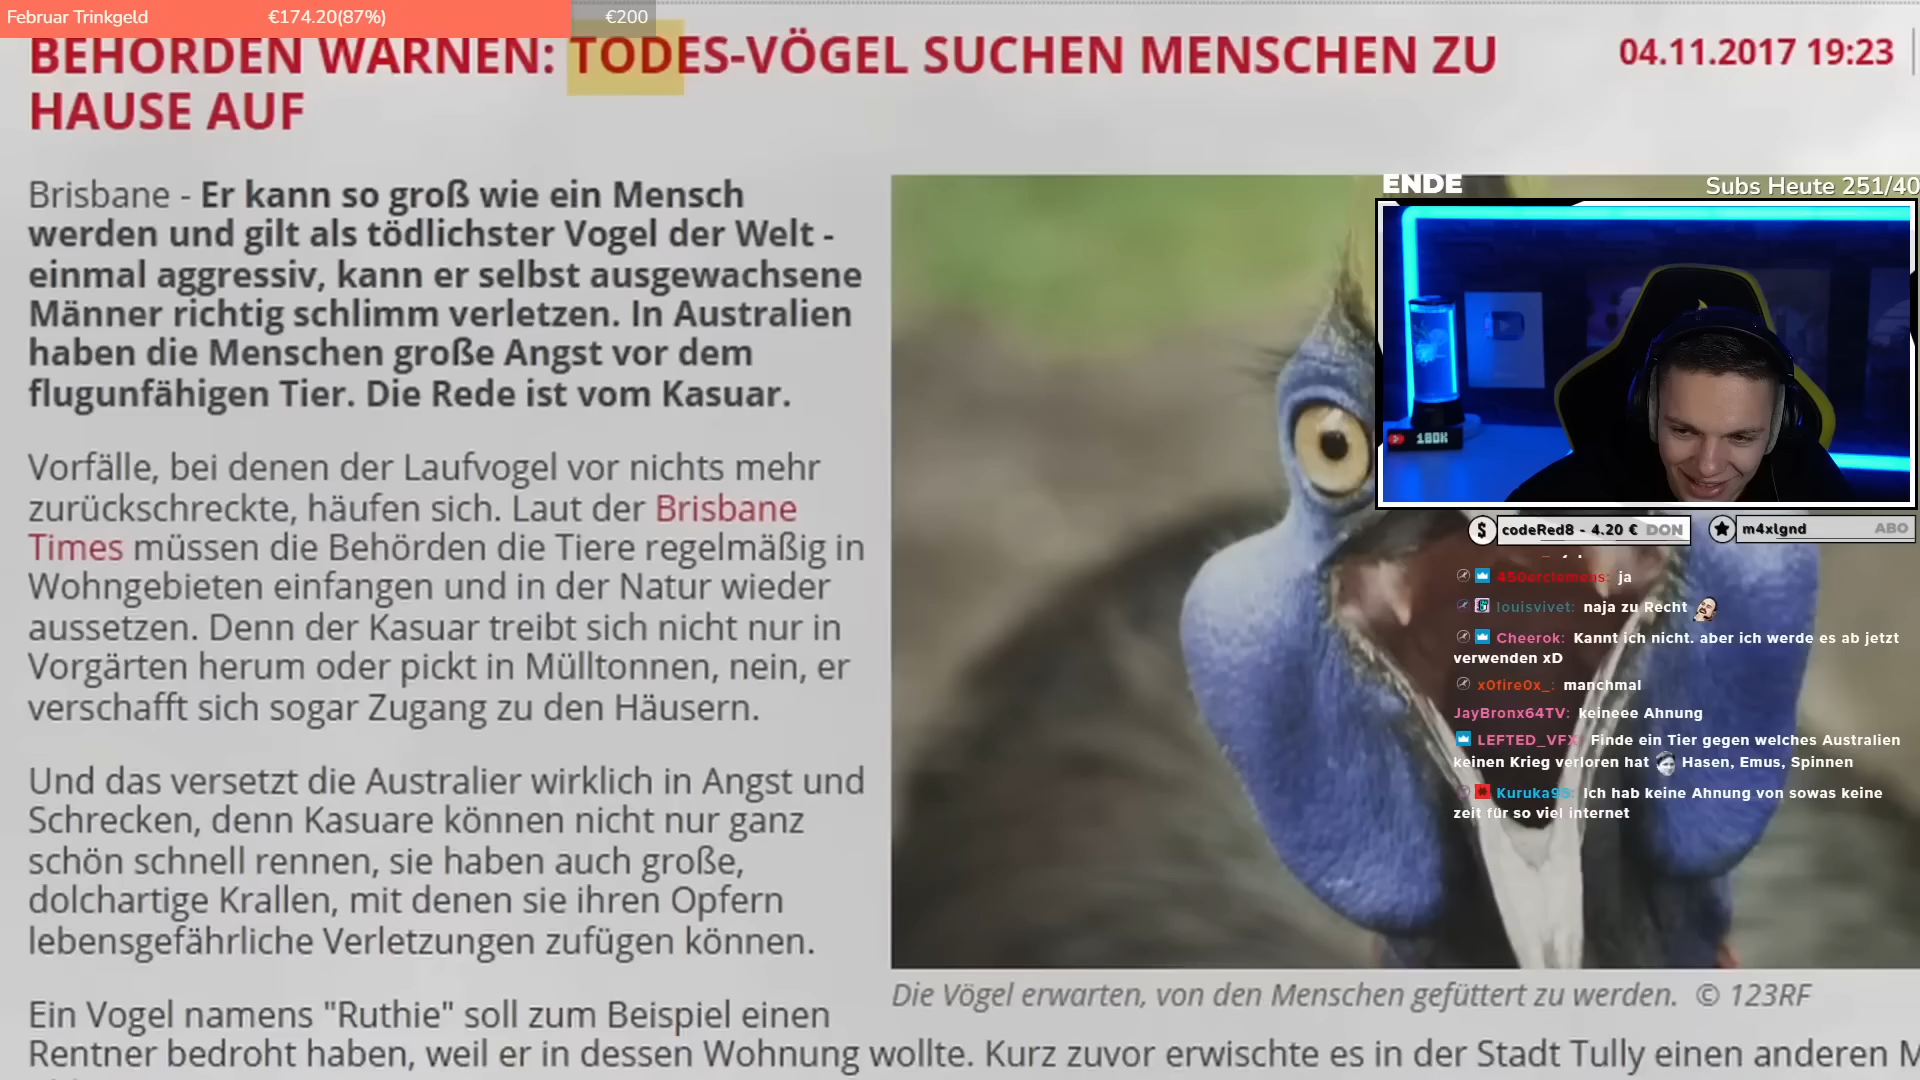 Februar Trinkgeld €174.20(87%) €200
BEHÖRDEN WARNEN: TODES-VÖGEL SUCHEN MENSCHEN ZU
HAUSE AUF
04.11.2017 19:23
Brisbane - Er kann so groß wie ein Mensch
werden und gilt als tödlichster Vogel der Welt -
einmal aggressiv, kann er selbst ausgewachsene
Männer richtig schlimm verletzen. In Australien
haben die Menschen große Angst vor dem
flugunfähigen Tier. Die Rede ist vom Kasuar.
Vorfälle, bei denen der Laufvogel vor nichts mehr
zurückschreckte, häufen sich. Laut der Brisbane
Times müssen die Behörden die Tiere regelmäßig in
Wohngebieten einfangen und in der Natur wieder
aussetzen. Denn der Kasuar treibt sich nicht nur in
Vorgärten herum oder pickt in Mülltonnen, nein, er
verschafft sich sogar Zugang zu den Häusern.
Und das versetzt die Australier wirklich in Angst und
Schrecken, denn Kasuare können nicht nur ganz
schön schnell rennen, sie haben auch große,
dolchartige Krallen, mit denen sie ihren Opfern
lebensgefährliche Verletzungen zufügen können.
Ein Vogel namens "Ruthie" soll zum Beispiel einen
Rentner bedroht haben, weil er in dessen Wohnung wollte. Kurz zuvor erwischte es in der Stadt Tully einen anderen M
ENDE
Subs Heute 251/40
180K
$ codeRed8 - 4.20 € DON
m4xlgnd ABO
450erclemens: ja
louisvivet: naja zu Recht
Cheerok: Kannt ich nicht. aber ich werde es ab jetzt
verwenden xD
x0fire0x_: manchmal
JayBronx64TV: keineee Ahnung
LEFTED_VFX: Finde ein Tier gegen welches Australien
keinen Krieg verloren hat Hasen, Emus, Spinnen
Ich hab keine Ahnung von sowas keine
zeit für so viel internet
Die Vögel erwarten, von den Menschen gefüttert zu werden. © 123RF